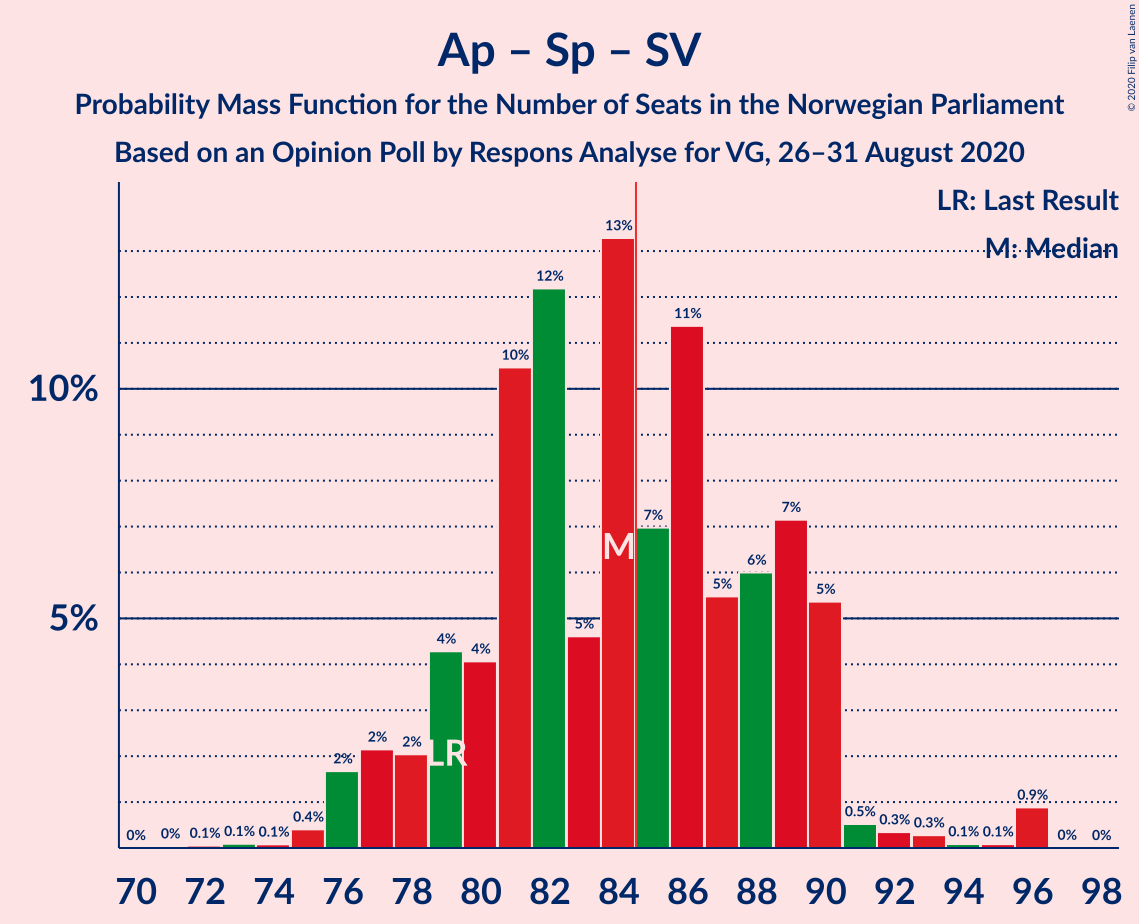 Ap – Sp – SV
Probability Mass Function for the Number of Seats in the Norwegian Parliament
Based on an Opinion Poll by Respons Analyse for VG, 26–31 August 2020
© 2020 Filip van Laenen
LR: Last Result
M: Median
10%
5%
0% 0% 0.1% 0.1% 0.1% 0.4% 2% 2% 2% 4% 4% 10% 12% 5% 13% 7% 11% 5% 6% 7% 5% 0.5% 0.3% 0.3% 0.1% 0.1% 0.9% 0% 0%
LR
M
70 72 74 76 78 80 82 84 86 88 90 92 94 96 98